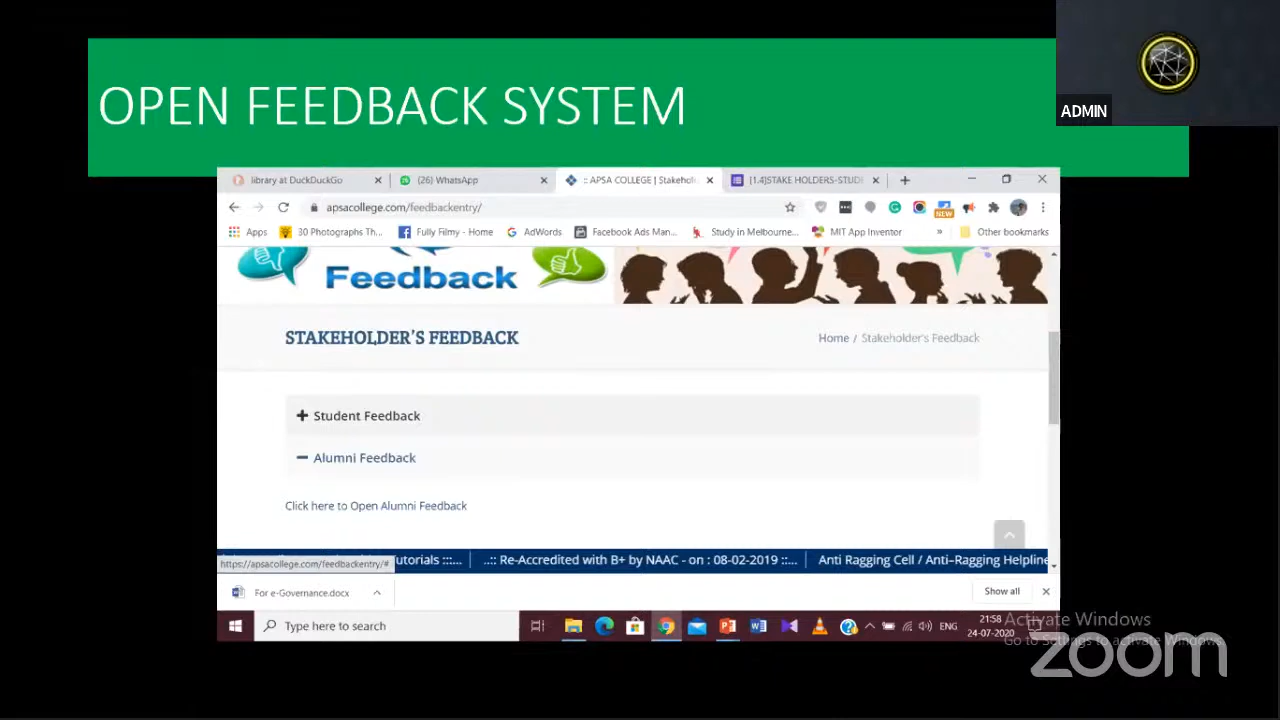 OPEN FEEDBACK SYSTEM
ADMIN
library at DuckDuckGo
(26) WhatsApp
:: APSA COLLEGE | Stakehol
[1.4]STAKE HOLDERS-STUD
apsacollege.com/feedbackentry/
NEW
Apps
30 Photographs Th...
Fully Filmy - Home
AdWords
Facebook Ads Man...
Study in Melbourne...
MIT App Inventor
»
Other bookmarks
Feedback
STAKEHOLDER'S FEEDBACK
Home / Stakeholder's Feedback
Student Feedback
Alumni Feedback
Click here to Open Alumni Feedback
utorials :::...
..:: Re-Accredited with B+ by NAAC - on : 08-02-2019 ::...
Anti Ragging Cell / Anti–Ragging Helpline
https://apsacollege.com/feedbackentry/#
For e-Governance.docx
Show all
Type here to search
ENG
21:58
24-07-2020
Activate Windows
Go to Settings to activate Windows.
zoom